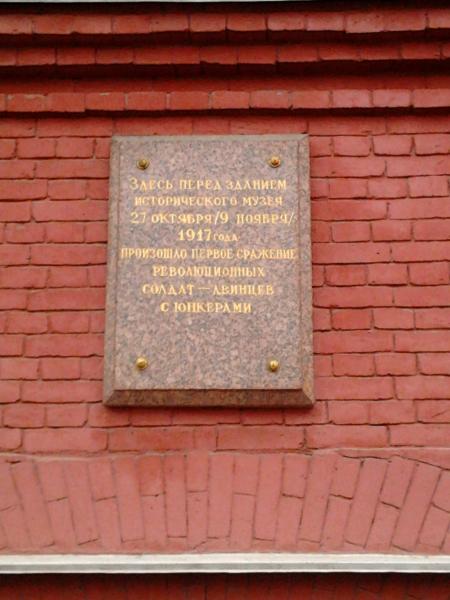 ЗДЕСЬ ПЕРЕД ЗДАНИЕМ
ИСТОРИЧЕСКОГО МУЗЕЯ
27 ОКТЯБРЯ /9 НОЯБРЯ/
1917 ГОДА
ПРОИЗОШЛО ПЕРВОЕ СРАЖЕНИЕ
РЕВОЛЮЦИОННЫХ
СОЛДАТ — ДВИНЦЕВ
С ЮНКЕРАМИ